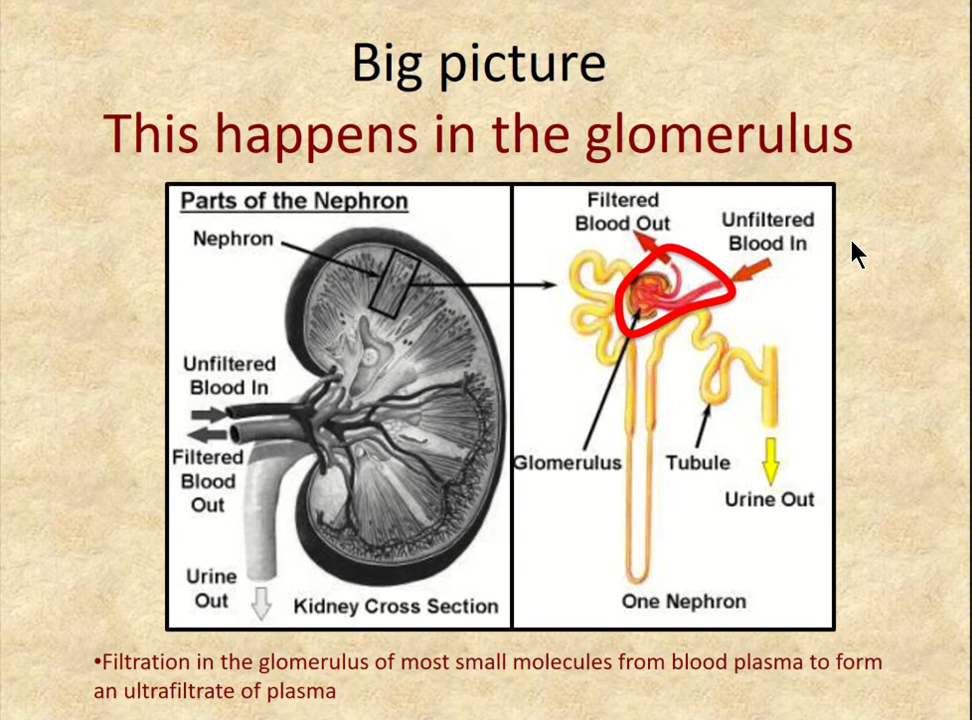 Big picture
This happens in the glomerulus
Parts of the Nephron
Nephron
Unfiltered
Blood In
Filtered
Blood
Out
Urine
Out
Kidney Cross Section
Filtered
Blood Out
Unfiltered
Blood In
Glomerulus
Tubule
Urine Out
One Nephron
•Filtration in the glomerulus of most small molecules from blood plasma to form
an ultrafiltrate of plasma